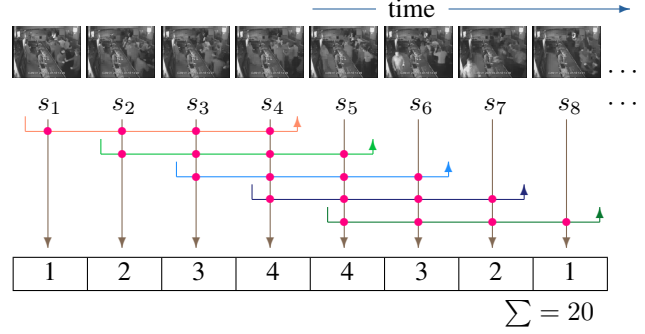 time
...
s1 s2 s3 s4 s5 s6 s7 s8 ...
1 2 3 4 4 3 2 1
∑ = 20